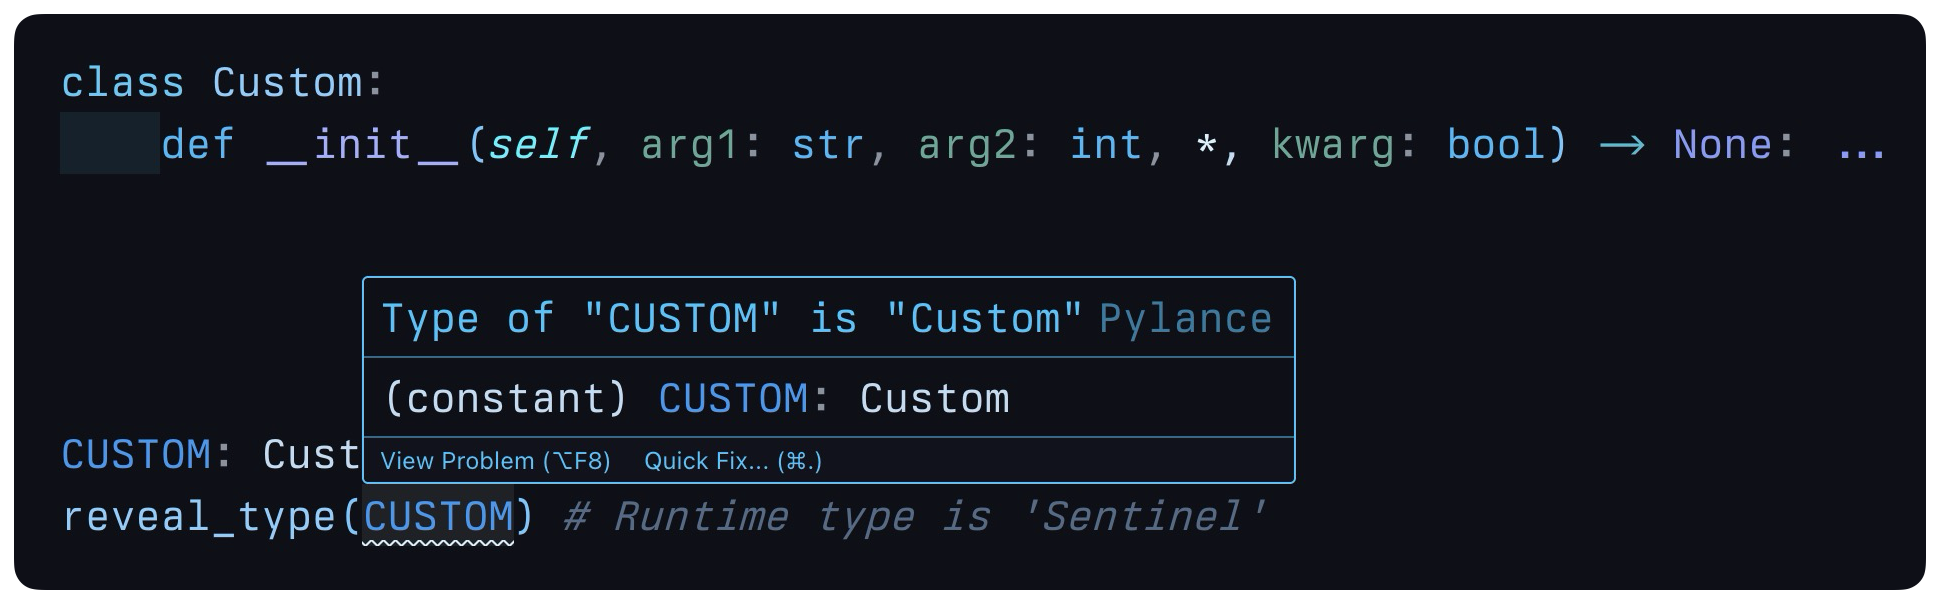 class Custom:
def __init__(self, arg1: str, arg2: int, *, kwarg: bool) → None: ...
Type of "CUSTOM" is "Custom" Pylance
(constant) CUSTOM: Custom
CUSTOM: Cust
View Problem (⌥F8) Quick Fix... (⌘.)
reveal_type(CUSTOM) # Runtime type is 'Sentinel'